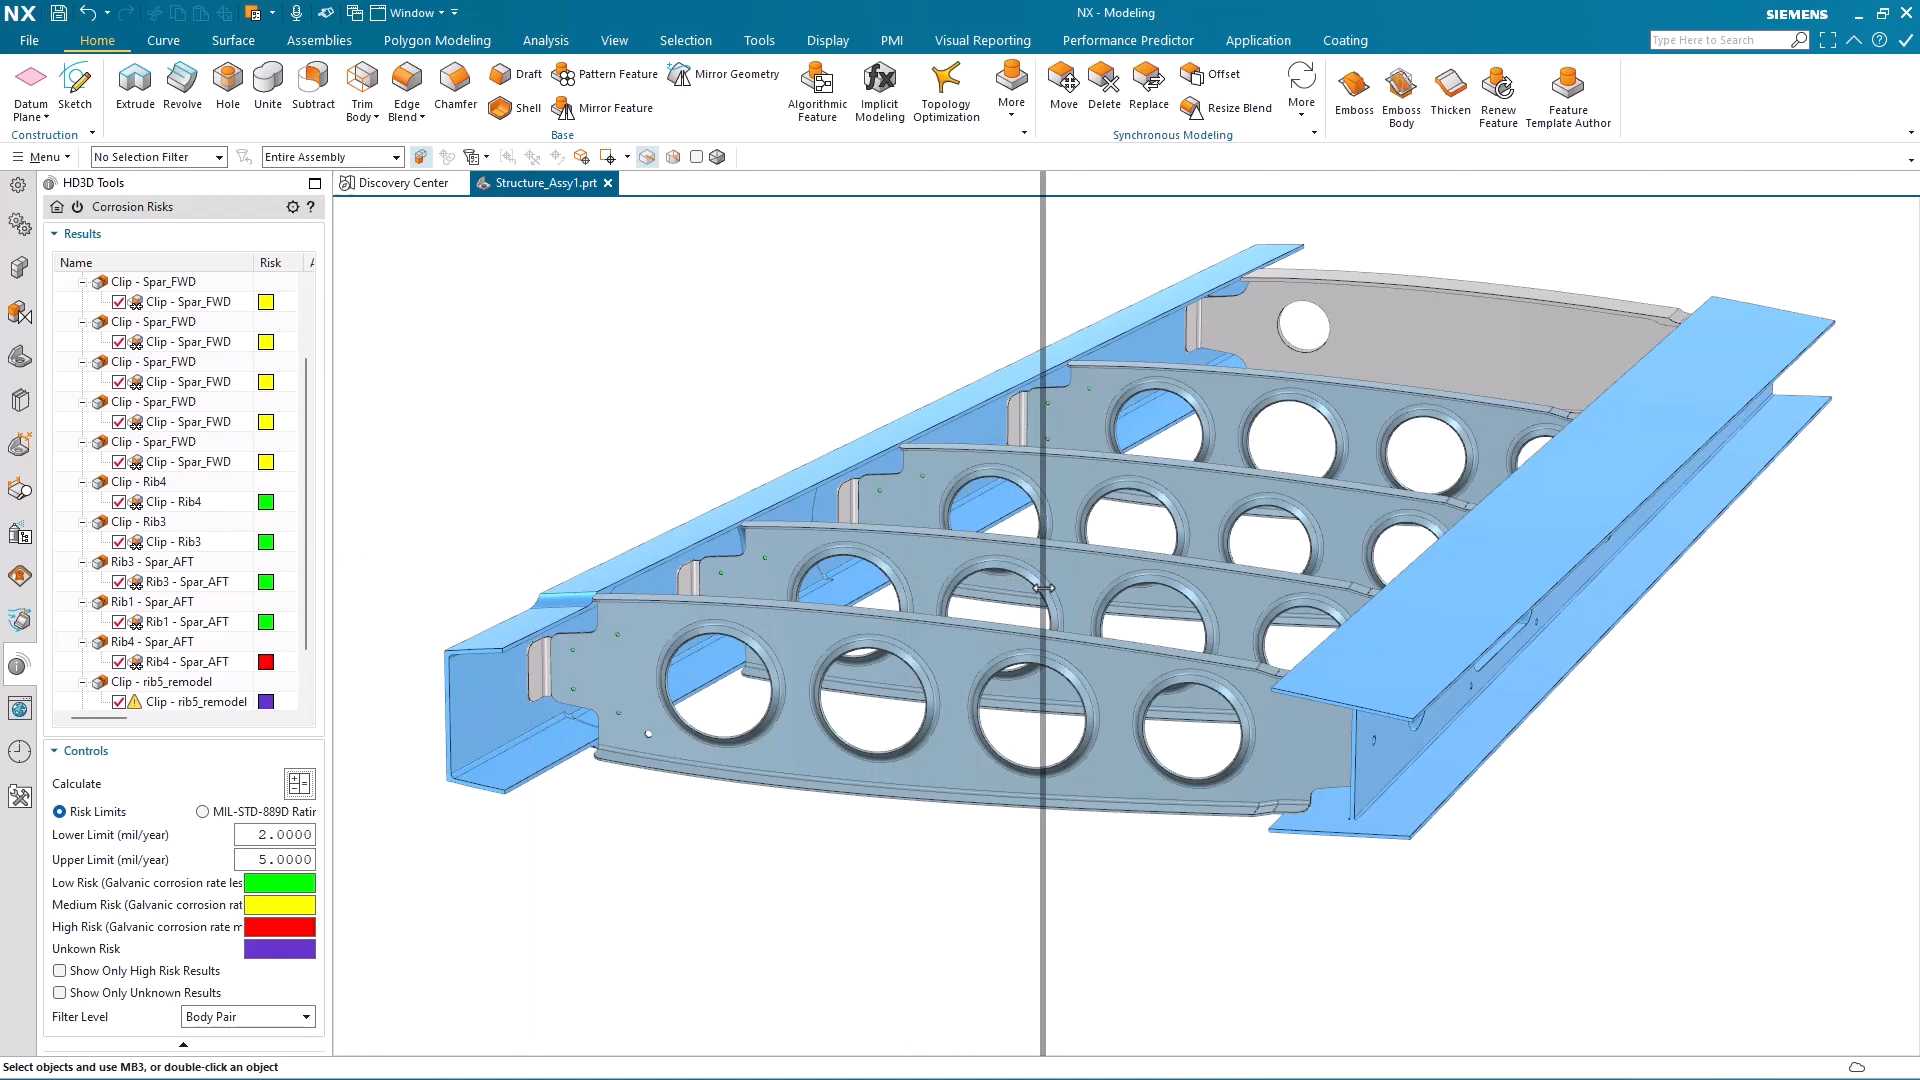 NX
Window
NX - Modeling
SIEMENS
File
Home
Curve
Surface
Assemblies
Polygon Modeling
Analysis
View
Selection
Tools
Display
PMI
Visual Reporting
Performance Predictor
Application
Coating
Type Here to Search
Datum Plane
Sketch
Extrude
Revolve
Hole
Unite
Subtract
Trim Body
Edge Blend
Chamfer
Draft
Shell
Pattern Feature
Mirror Feature
Mirror Geometry
Algorithmic Feature
Implicit Modeling
Topology Optimization
More
Move
Delete
Replace
Offset
Resize Blend
More
Emboss
Emboss Body
Thicken
Renew Feature
Feature Template Author
Construction
Base
Synchronous Modeling
Menu
No Selection Filter
Entire Assembly
HD3D Tools
Discovery Center
Structure_Assy1.prt
Corrosion Risks
Results
Name Risk
Clip - Spar_FWD
Clip - Spar_FWD
Clip - Spar_FWD
Clip - Spar_FWD
Clip - Spar_FWD
Clip - Spar_FWD
Clip - Spar_FWD
Clip - Spar_FWD
Clip - Spar_FWD
Clip - Spar_FWD
Clip - Rib4
Clip - Rib4
Clip - Rib3
Clip - Rib3
Rib3 - Spar_AFT
Rib3 - Spar_AFT
Rib1 - Spar_AFT
Rib1 - Spar_AFT
Rib4 - Spar_AFT
Rib4 - Spar_AFT
Clip - rib5_remodel
Clip - rib5_remodel
Controls
Calculate
Risk Limits MIL-STD-889D Ratir
Lower Limit (mil/year) 2.0000
Upper Limit (mil/year) 5.0000
Low Risk (Galvanic corrosion rate les
Medium Risk (Galvanic corrosion rat
High Risk (Galvanic corrosion rate m
Unkown Risk
Show Only High Risk Results
Show Only Unknown Results
Filter Level Body Pair
Select objects and use MB3, or double-click an object